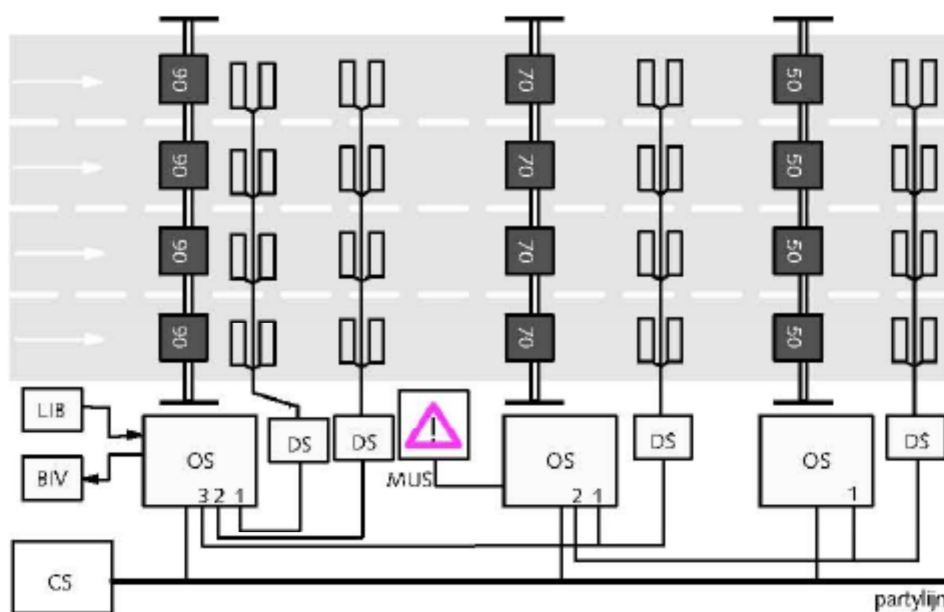 90 70 50
90 70 50
90 70 50
90 70 50
LIB
OS
DS
DS
!
OS
DS
OS
DS
BIV
MUS
3 2 1
2 1
1
CS
partylijn